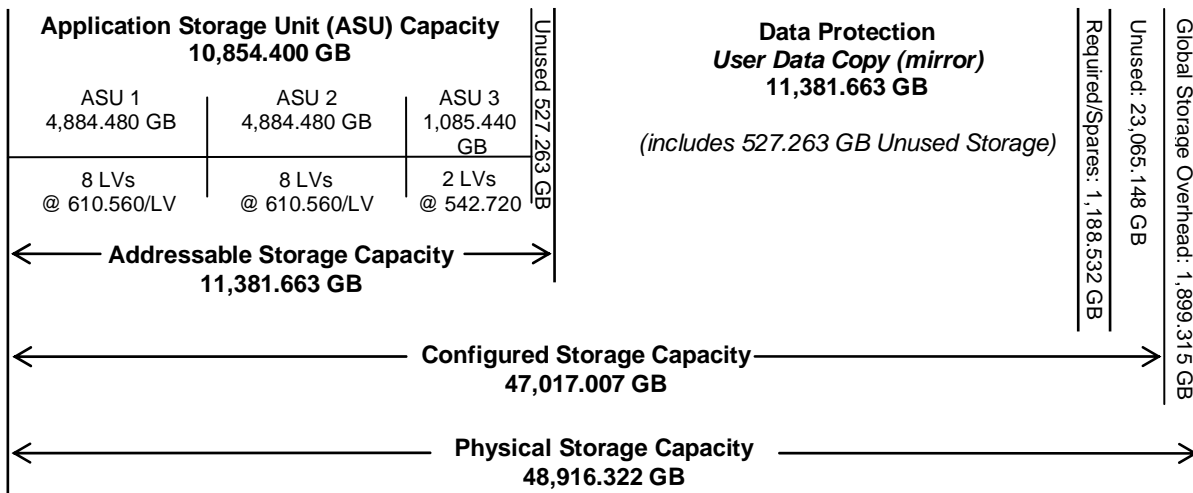 Application Storage Unit (ASU) Capacity
10,854.400 GB
ASU 1
4,884.480 GB
ASU 2
4,884.480 GB
ASU 3
1,085.440
GB
8 LVs
@ 610.560/LV
8 LVs
@ 610.560/LV
2 LVs
@ 542.720
Unused 527.263 GB
Data Protection
User Data Copy (mirror)
11,381.663 GB
(includes 527.263 GB Unused Storage)
Required/Spares: 1,188.532 GB
Unused: 23,065.148 GB
Global Storage Overhead: 1,899.315 GB
Addressable Storage Capacity
11,381.663 GB
Configured Storage Capacity
47,017.007 GB
Physical Storage Capacity
48,916.322 GB